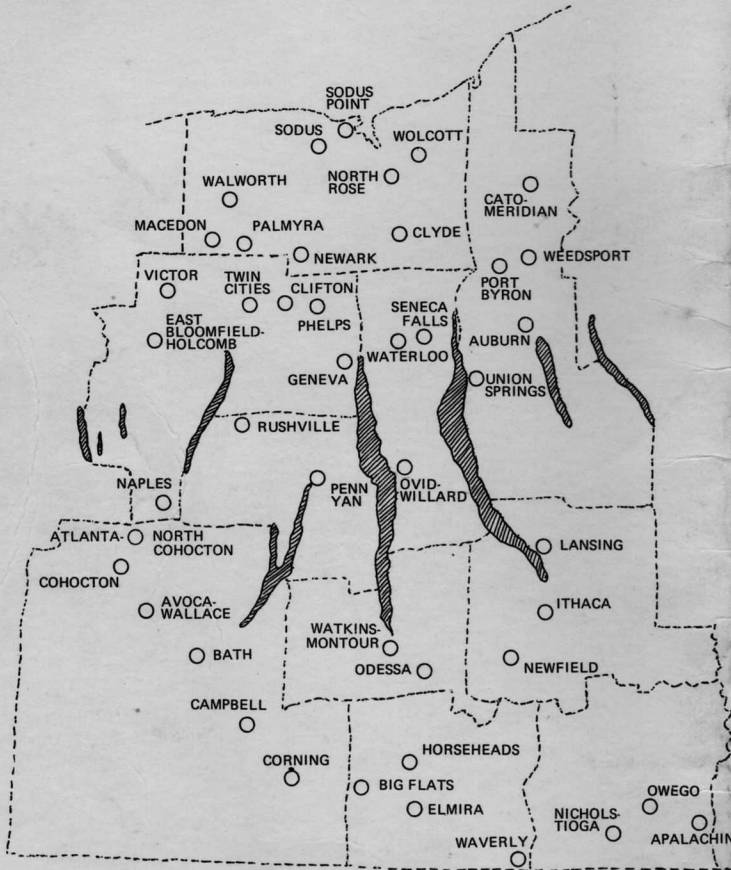 SODUS
POINT
SODUS
WOLCOTT
NORTH
ROSE
WALWORTH
CATO-
MERIDIAN
MACEDON
PALMYRA
CLYDE
NEWARK
WEEDSPORT
PORT
BYRON
VICTOR
TWIN
CITIES
CLIFTON
PHELPS
SENECA
FALLS
EAST
BLOOMFIELD-
HOLCOMB
AUBURN
WATERLOO
GENEVA
UNION
SPRINGS
RUSHVILLE
NAPLES
PENN
YAN
OVID-
WILLARD
ATLANTA-
NORTH
COHOCTON
LANSING
COHOCTON
AVOCA-
WALLACE
ITHACA
WATKINS-
MONTOUR
BATH
ODESSA
NEWFIELD
CAMPBELL
HORSEHEADS
CORNING
BIG FLATS
ELMIRA
OWEGO
NICHOLS-
TIOGA
APALACHIN
WAVERLY